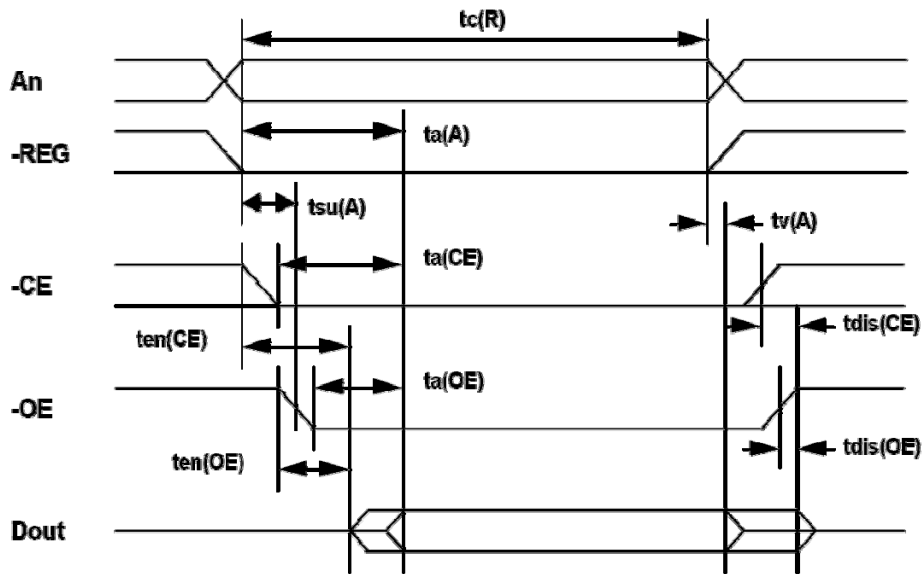 tc(R)
An
ta(A)
-REG
tsu(A)
tv(A)
ta(CE)
-CE
ten(CE)
tdis(CE)
ta(OE)
-OE
ten(OE)
tdis(OE)
Dout